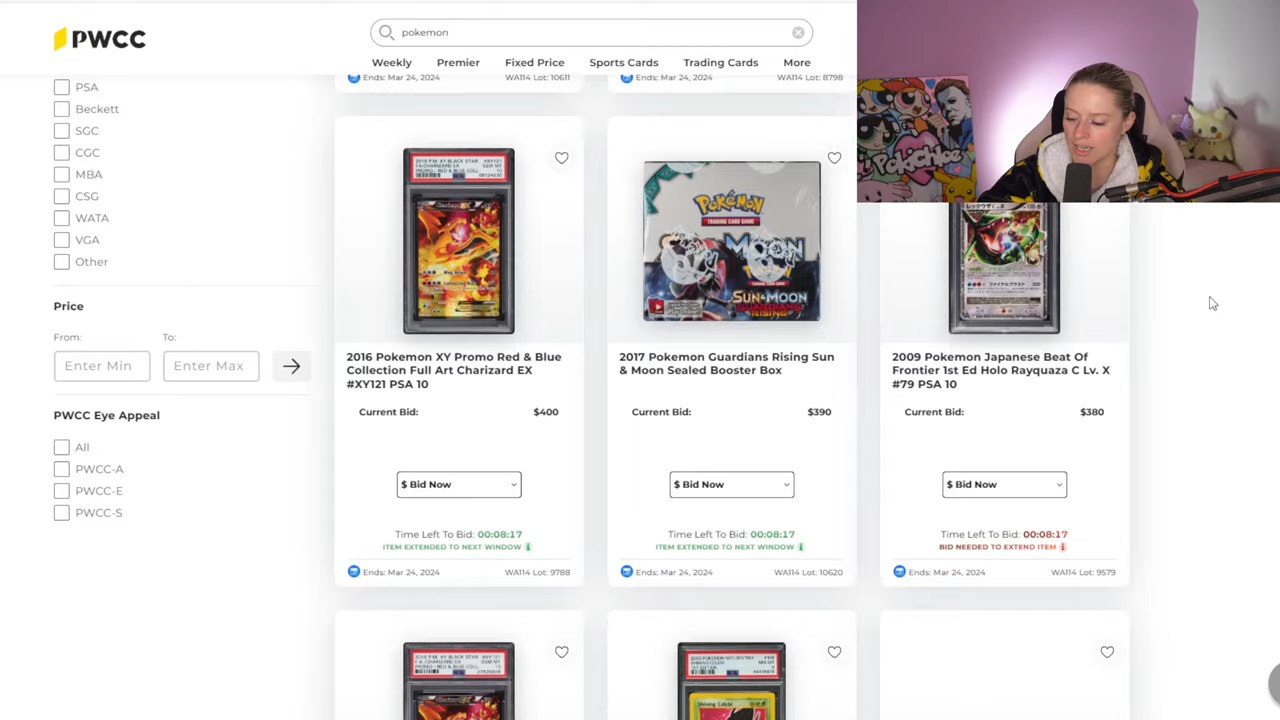 PWCC
pokemon
Weekly Premier Fixed Price Sports Cards Trading Cards More
Ends: Mar 24, 2024 WA114 Lot: 10611
Ends: Mar 24, 2024 WA114 Lot: 8798
PSA
Beckett
SGC
CGC
MBA
CSG
WATA
VGA
Other
Price
From: To:
Enter Min Enter Max
PWCC Eye Appeal
All
PWCC-A
PWCC-E
PWCC-S
POKÉMON
TRADING CARD GAME
MOON
SUN & MOON
GUARDIANS RISING
2016 Pokemon XY Promo Red & Blue
Collection Full Art Charizard EX
#XY121 PSA 10
Current Bid: $400
$ Bid Now
Time Left To Bid: 00:08:17
ITEM EXTENDED TO NEXT WINDOW
Ends: Mar 24, 2024 WA114 Lot: 9788
2017 Pokemon Guardians Rising Sun
& Moon Sealed Booster Box
Current Bid: $390
$ Bid Now
Time Left To Bid: 00:08:17
ITEM EXTENDED TO NEXT WINDOW
Ends: Mar 24, 2024 WA114 Lot: 10620
2009 Pokemon Japanese Beat Of
Frontier 1st Ed Holo Rayquaza C Lv. X
#79 PSA 10
Current Bid: $380
$ Bid Now
Time Left To Bid: 00:08:17
BID NEEDED TO EXTEND ITEM
Ends: Mar 24, 2024 WA114 Lot: 9579
Shining Celebi